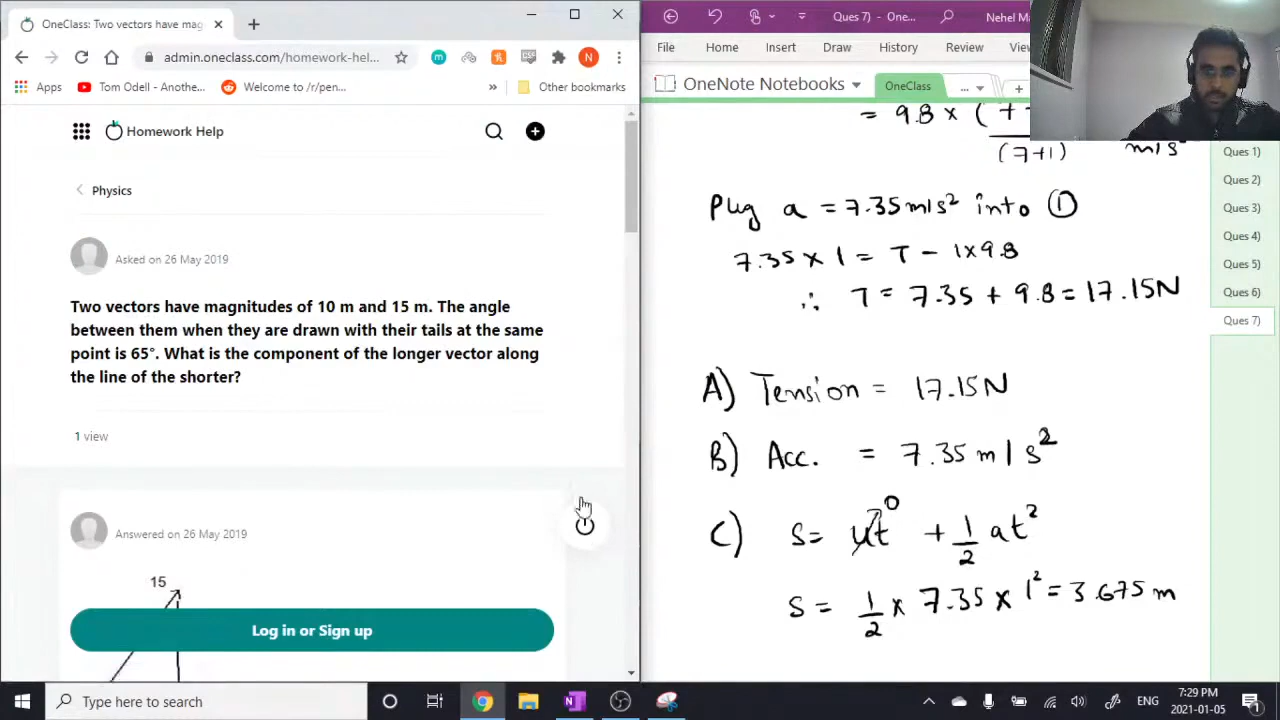 OneClass: Two vectors have mag
admin.oneclass.com/homework-hel...
N
Apps
Tom Odell - Anothe...
Welcome to /r/pen...
»
Other bookmarks
Homework Help
Physics
Asked on 26 May 2019
Two vectors have magnitudes of 10 m and 15 m. The angle
between them when they are drawn with their tails at the same
point is 65°. What is the component of the longer vector along
the line of the shorter?
1 view
Answered on 26 May 2019
15
Log in or Sign up
Ques 7) - One...
Nehel M
File
Home
Insert
Draw
History
Review
View
OneNote Notebooks
OneClass
...
Ques 1)
Ques 2)
Ques 3)
Ques 4)
Ques 5)
Ques 6)
Ques 7)
= 9.8 × (7 -
(7+1)
m/s²
Plug a = 7.35 m/s² into ①
7.35 × 1 = T - 1×9.8
∴ T = 7.35 + 9.8 = 17.15N
A) Tension = 17.15N
B) Acc. = 7.35 m/s²
C) s = ut⁰ + 1/2 at²
s = 1/2 × 7.35 × 1² = 3.675 m
Type here to search
ENG
7:29 PM
2021-01-05
1